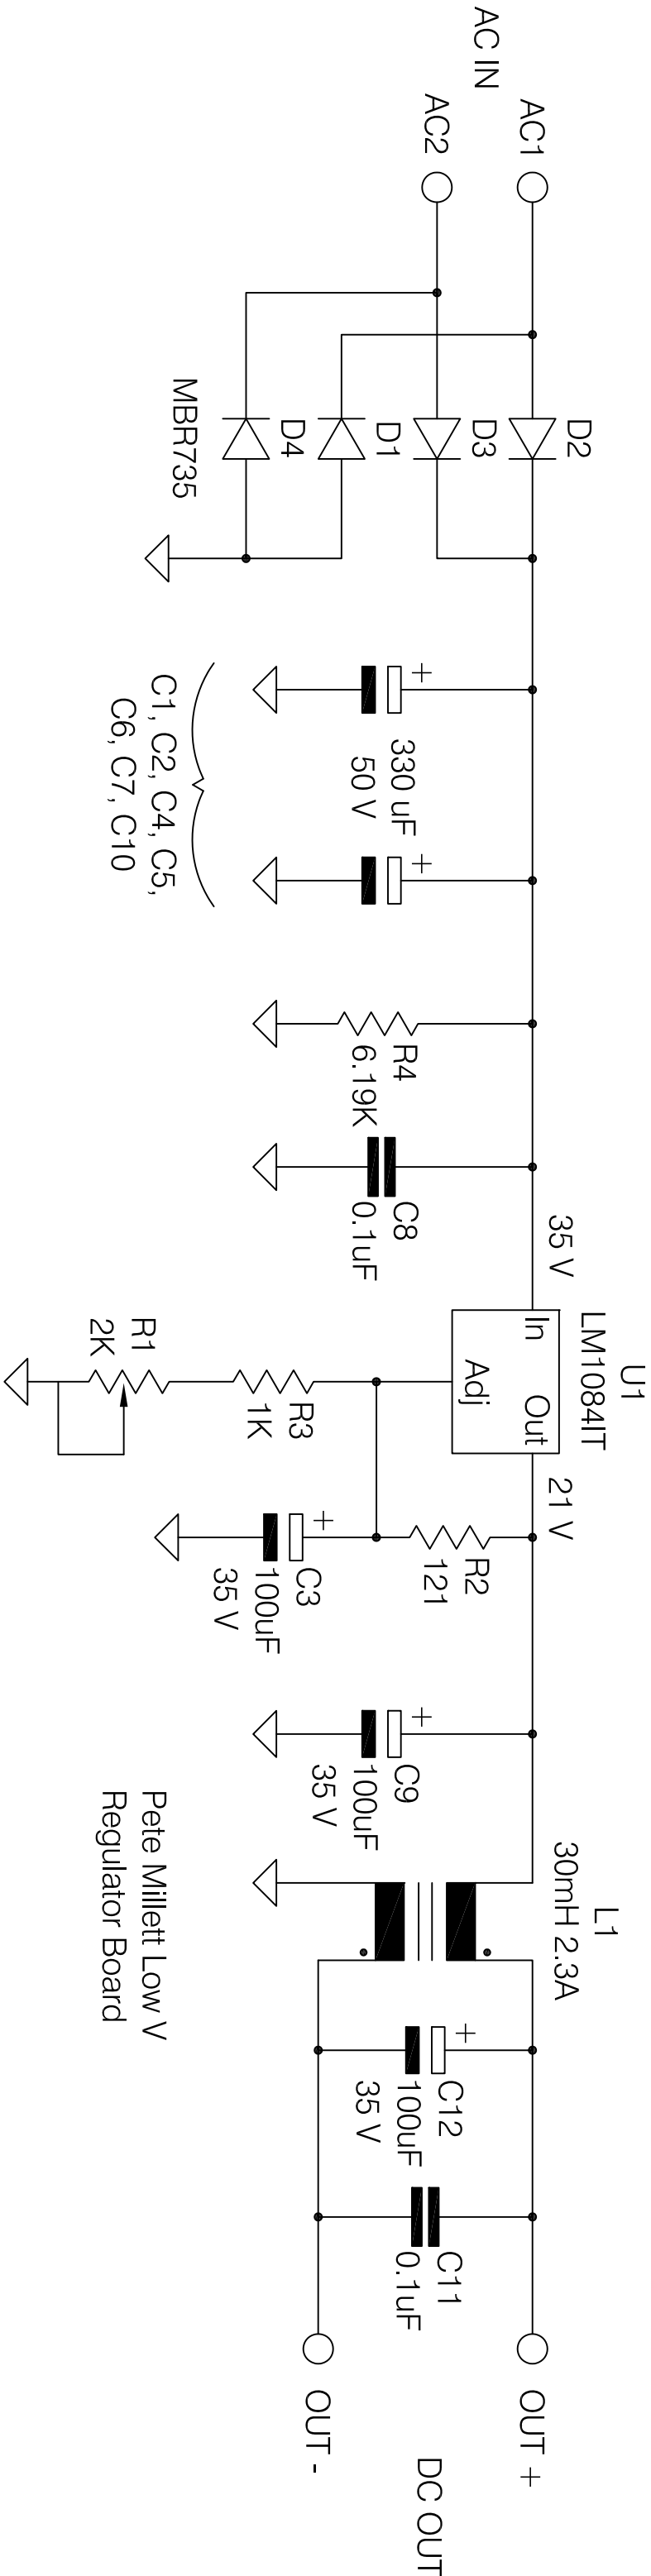 AC IN
AC1
AC2
D2
D3
D1
D4
MBR735
330 uF
50 V
C1, C2, C4, C5,
C6, C7, C10
R4
6.19K
C8
0.1uF
35 V
U1
LM1084IT
In
Out
Adj
21 V
R3
1K
R1
2K
R2
121
C3
100uF
35 V
C9
100uF
35 V
L1
30mH 2.3A
C12
100uF
35 V
C11
0.1uF
OUT +
OUT -
DC OUT
Pete Millett Low V
Regulator Board